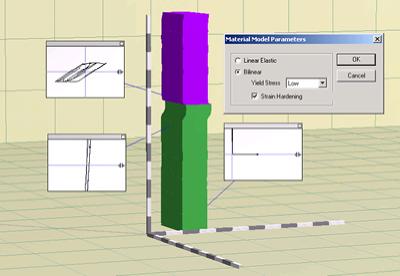 Material Model Parameters
Linear Elastic
OK
Bilinear
Cancel
Yield Stress Low
Strain Hardening